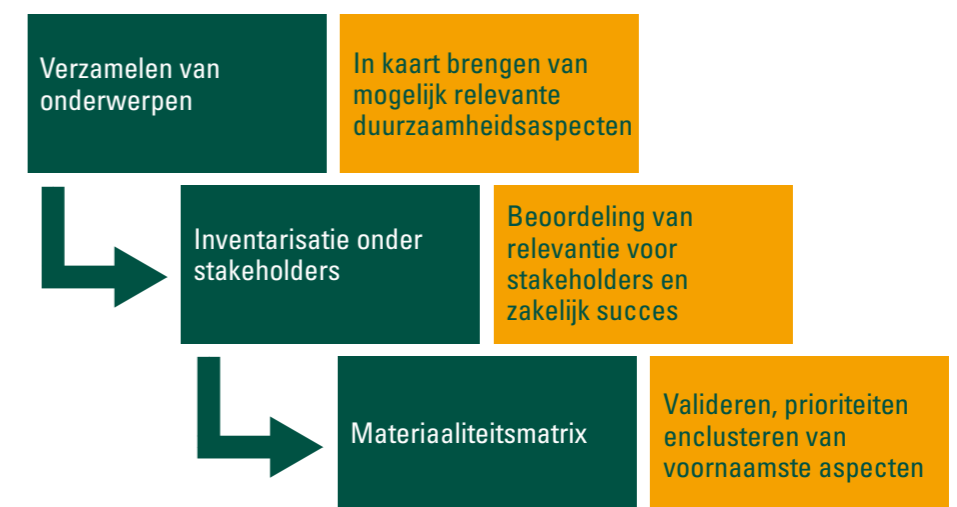 Verzamelen van
onderwerpen
In kaart brengen van
mogelijk relevante
duurzaamheidsaspecten
Inventarisatie onder
stakeholders
Beoordeling van
relevantie voor
stakeholders en
zakelijk succes
Materiaaliteitsmatrix
Valideren, prioriteiten
enclusteren van
voornaamste aspecten